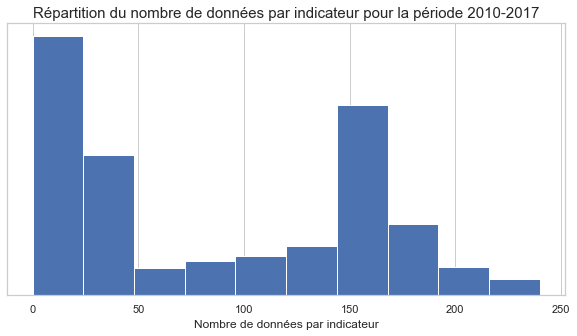 Répartition du nombre de données par indicateur pour la période 2010-2017
0 50 100 150 200 250
Nombre de données par indicateur